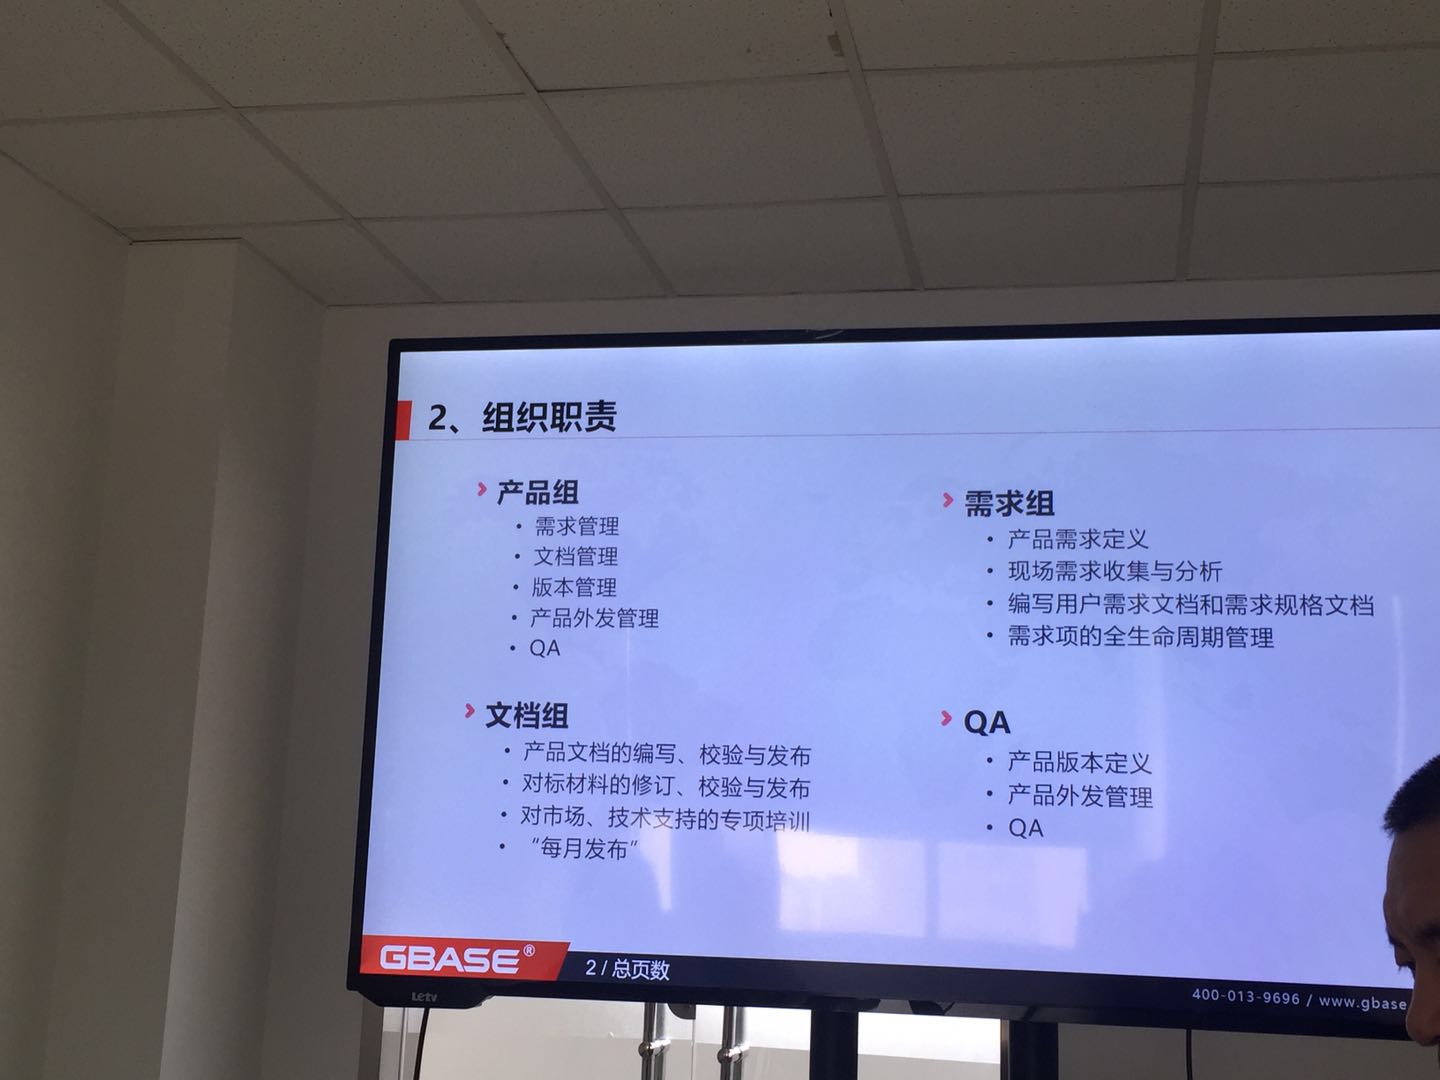 2、组织职责
产品组
• 需求管理
• 文档管理
• 版本管理
• 产品外发管理
• QA
文档组
• 产品文档的编写、校验与发布
• 对标材料的修订、校验与发布
• 对市场、技术支持的专项培训
• “每月发布”
需求组
• 产品需求定义
• 现场需求收集与分析
• 编写用户需求文档和需求规格文档
• 需求项的全生命周期管理
QA
• 产品版本定义
• 产品外发管理
• QA
GBASE®
2 / 总页数
400-013-9696 / www.gbase
Letv